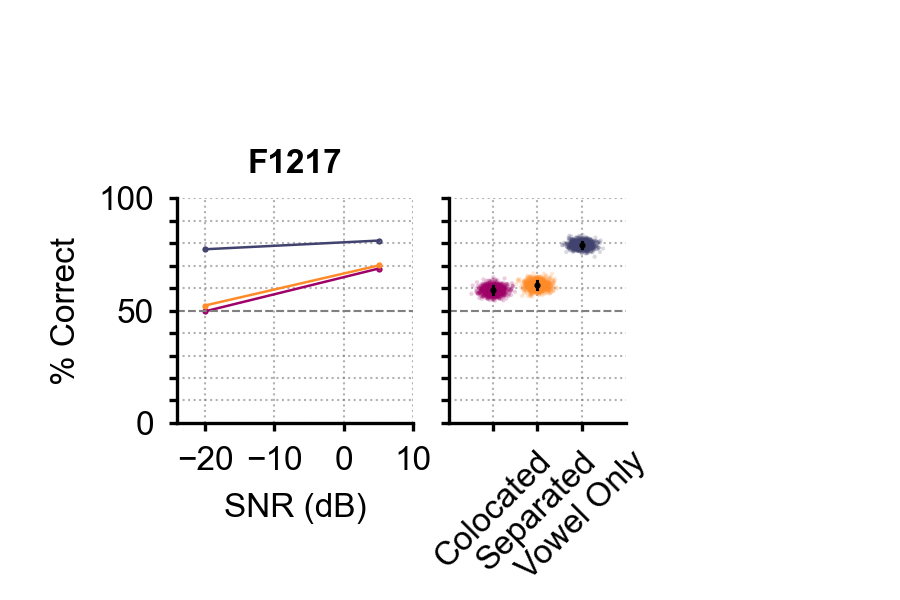 F1217
100
50
0
% Correct
−20 −10 0 10
SNR (dB)
Colocated
Separated
Vowel Only